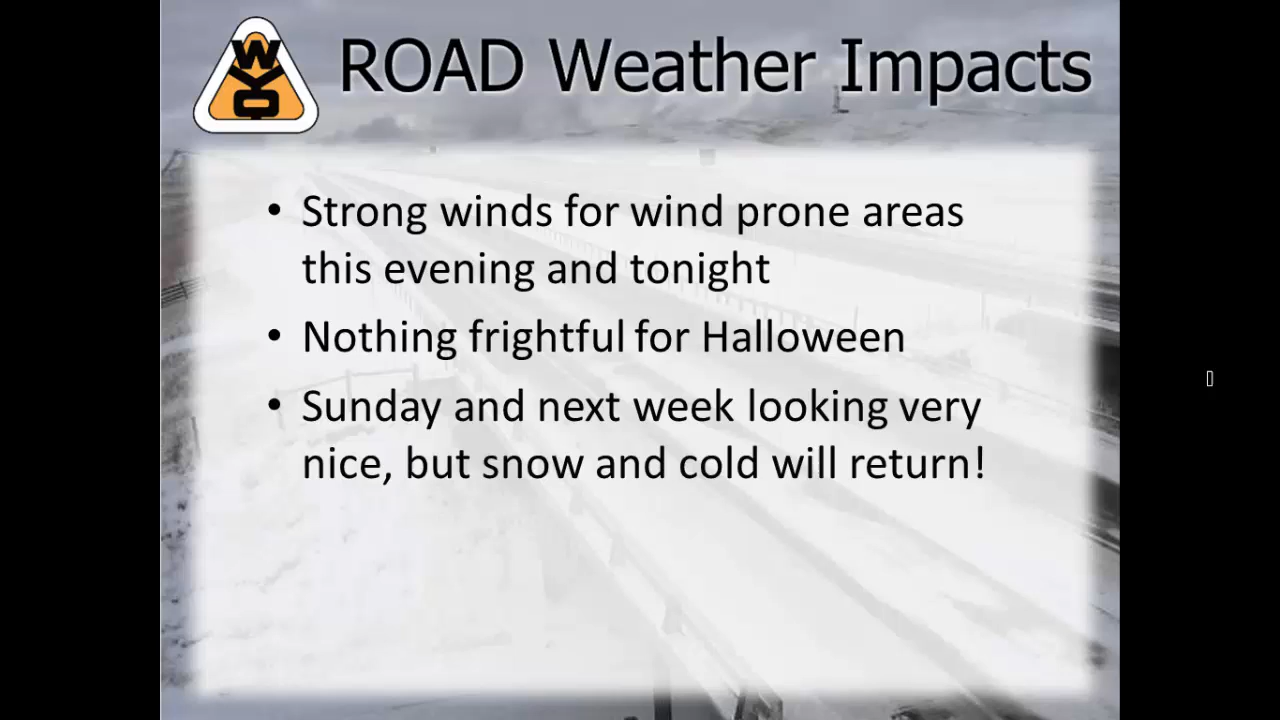 WYO
ROAD Weather Impacts
• Strong winds for wind prone areas
this evening and tonight
• Nothing frightful for Halloween
• Sunday and next week looking very
nice, but snow and cold will return!